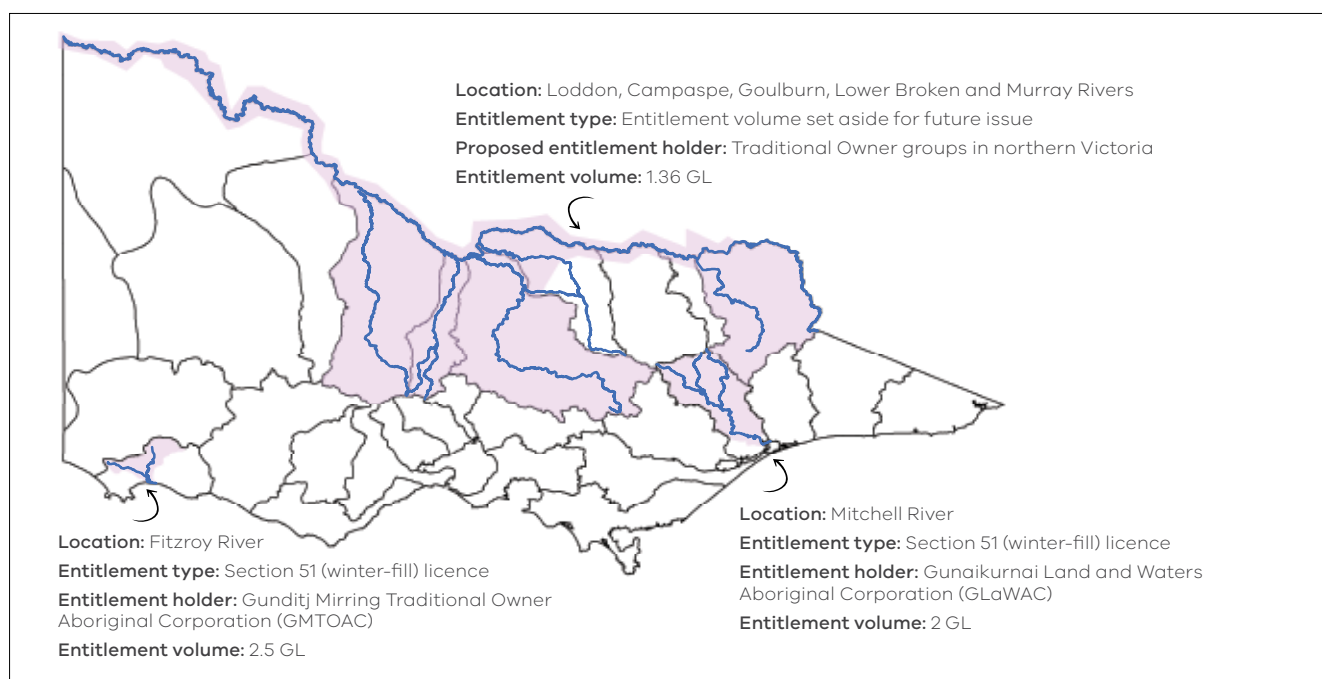 Location: Loddon, Campaspe, Goulburn, Lower Broken and Murray Rivers
Entitlement type: Entitlement volume set aside for future issue
Proposed entitlement holder: Traditional Owner groups in northern Victoria
Entitlement volume: 1.36 GL
Location: Fitzroy River
Entitlement type: Section 51 (winter-fill) licence
Entitlement holder: Gunditj Mirring Traditional Owner
Aboriginal Corporation (GMTOAC)
Entitlement volume: 2.5 GL
Location: Mitchell River
Entitlement type: Section 51 (winter-fill) licence
Entitlement holder: Gunaikurnai Land and Waters
Aboriginal Corporation (GLaWAC)
Entitlement volume: 2 GL